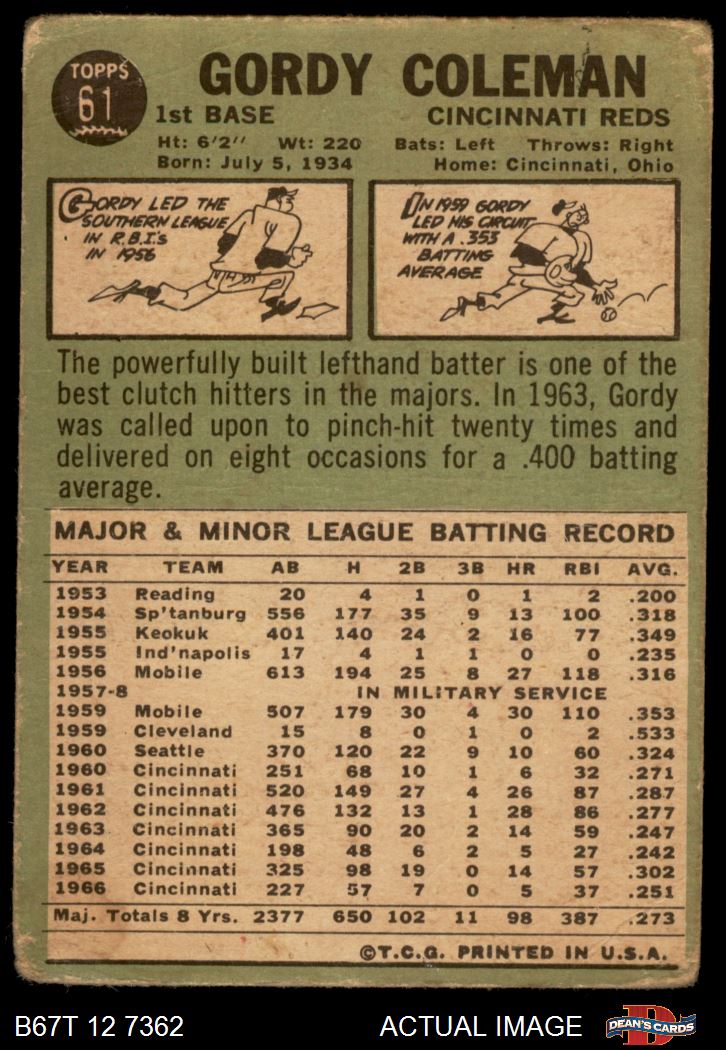 TOPPS
61
GORDY COLEMAN
1st BASE
CINCINNATI REDS
Ht: 6'2" Wt: 220 Bats: Left Throws: Right
Born: July 5, 1934 Home: Cincinnati, Ohio
GORDY LED THE
SOUTHERN LEAGUE
IN R.B.I.s
IN 1956
IN 1959 GORDY
LED HIS CIRCUIT
WITH A .353
BATTING
AVERAGE
The powerfully built lefthand batter is one of the
best clutch hitters in the majors. In 1963, Gordy
was called upon to pinch-hit twenty times and
delivered on eight occasions for a .400 batting
average.
MAJOR & MINOR LEAGUE BATTING RECORD
YEAR TEAM AB H 2B 3B HR RBI AVG.
1953 Reading 20 4 1 0 1 2 .200
1954 Sp'tanburg 556 177 35 9 13 100 .318
1955 Keokuk 401 140 24 2 16 77 .349
1955 Ind'napolis 17 4 1 1 0 0 .235
1956 Mobile 613 194 25 8 27 118 .316
1957-8 IN MILITARY SERVICE
1959 Mobile 507 179 30 4 30 110 .353
1959 Cleveland 15 8 0 1 0 2 .533
1960 Seattle 370 120 22 9 10 60 .324
1960 Cincinnati 251 68 10 1 6 32 .271
1961 Cincinnati 520 149 27 4 26 87 .287
1962 Cincinnati 476 132 13 1 28 86 .277
1963 Cincinnati 365 90 20 2 14 59 .247
1964 Cincinnati 198 48 6 2 5 27 .242
1965 Cincinnati 325 98 19 0 14 57 .302
1966 Cincinnati 227 57 7 0 5 37 .251
Maj. Totals 8 Yrs. 2377 650 102 11 98 387 .273
©T.C.G. PRINTED IN U.S.A.
B67T 12 7362
ACTUAL IMAGE
DEAN'S CARDS